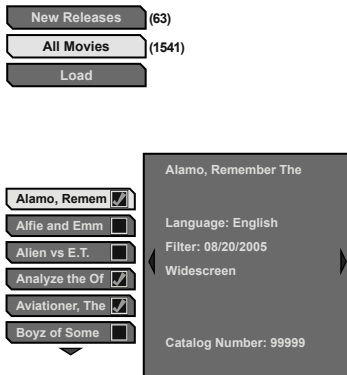 New Releases (63)
All Movies (1541)
Load
Alamo, Remem
Alfie and Emm
Alien vs E.T.
Analyze the Of
Aviationer, The
Boyz of Some
Alamo, Remember The
Language: English
Filter: 08/20/2005
Widescreen
Catalog Number: 99999